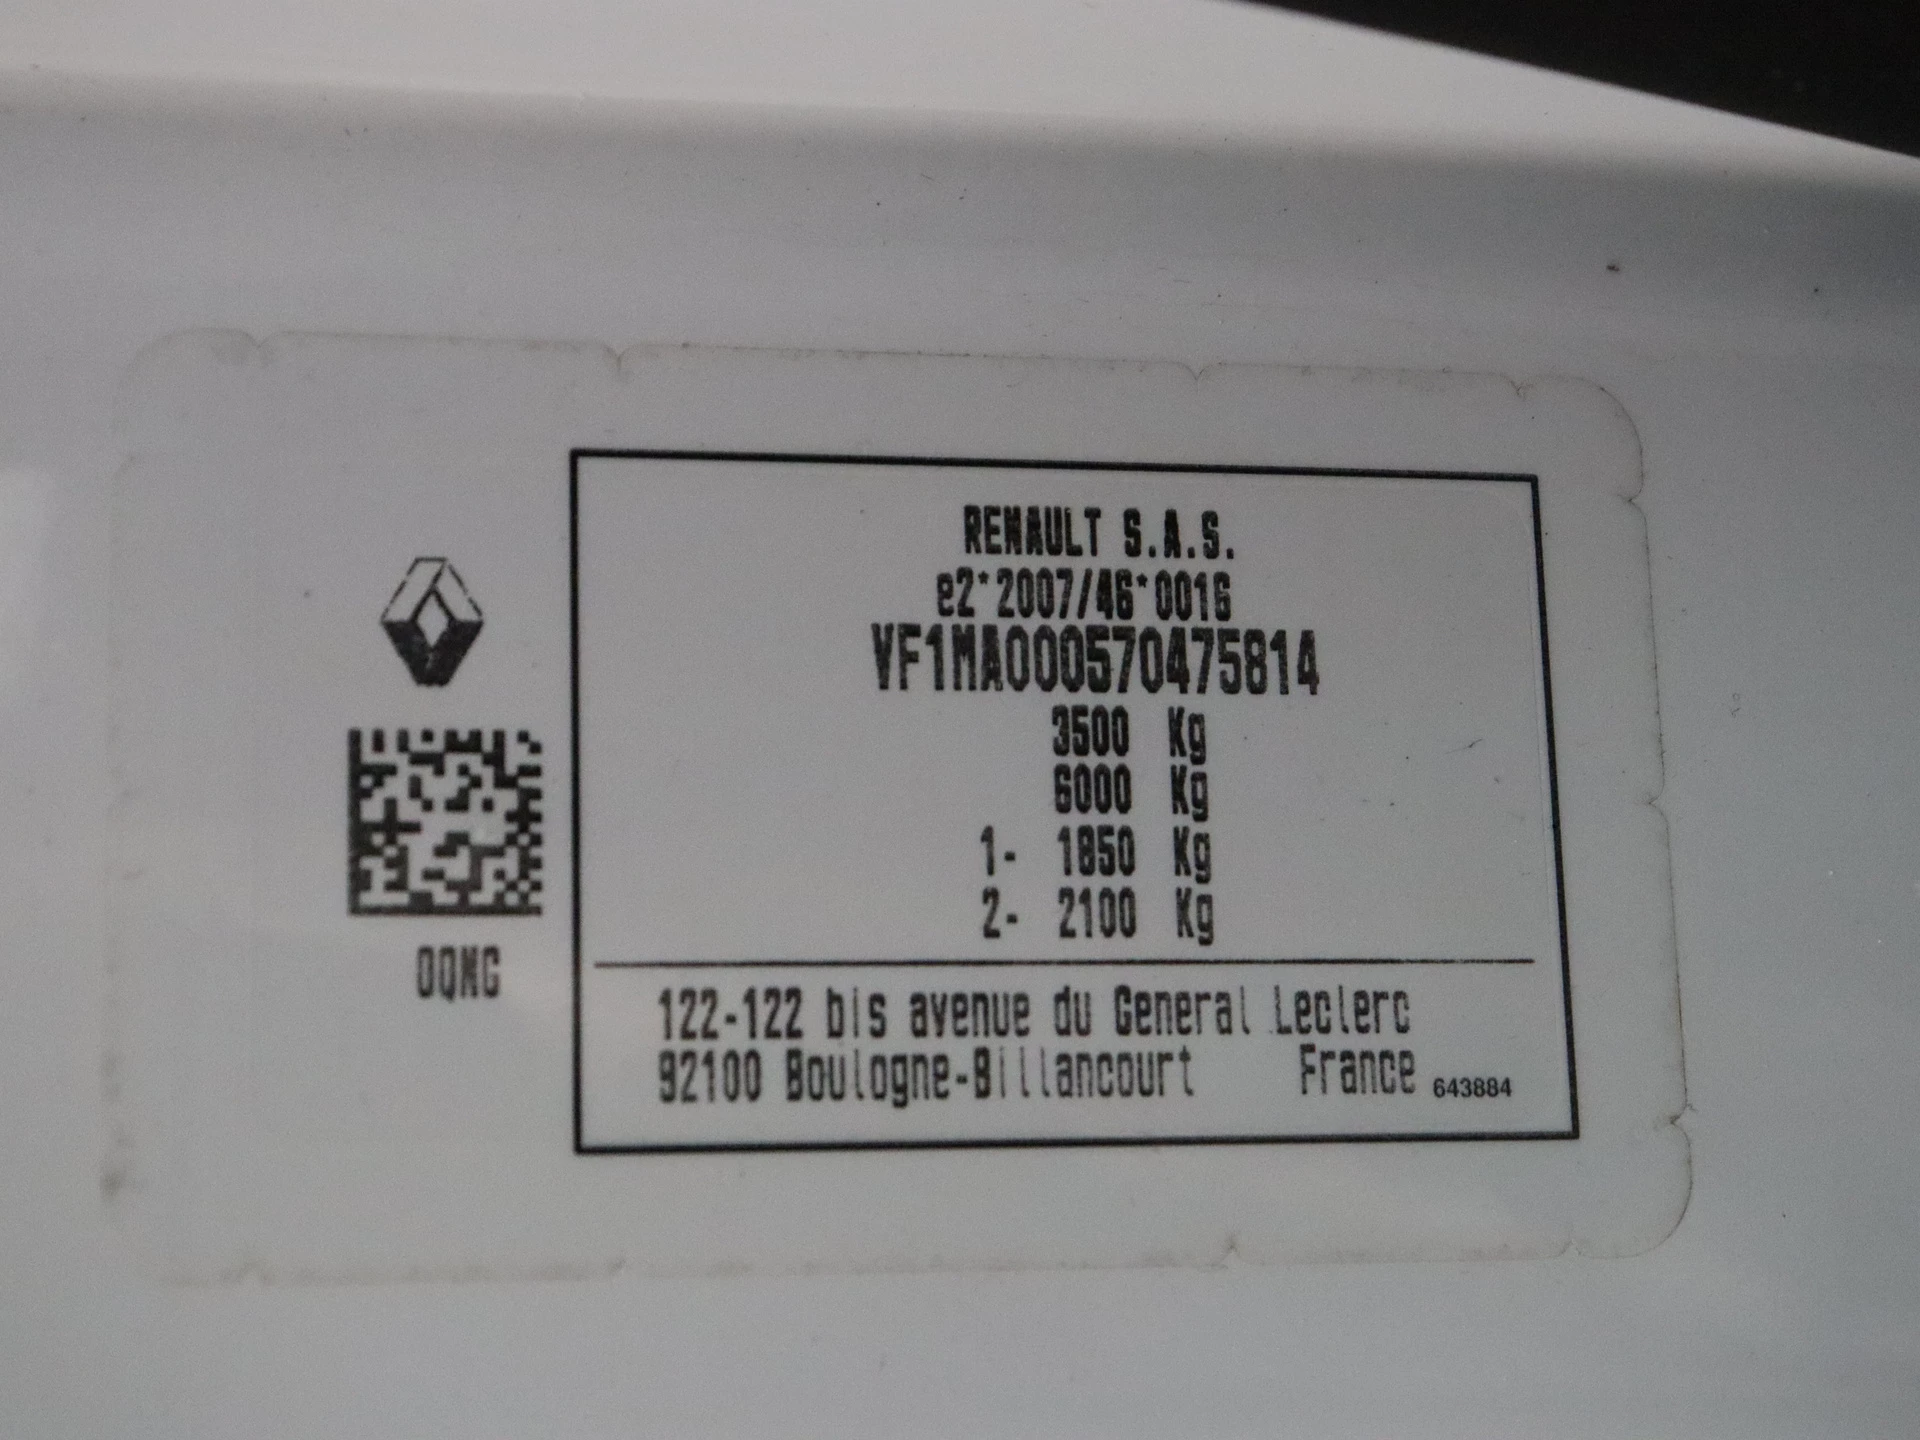 RENAULT S.A.S.
e2*2007/46*0016
VF1MA000570475814
3500 Kg
6000 Kg
1- 1850 Kg
2- 2100 Kg
OQMG
122-122 bis avenue du General Leclerc
92100 Boulogne-Billancourt France 643884